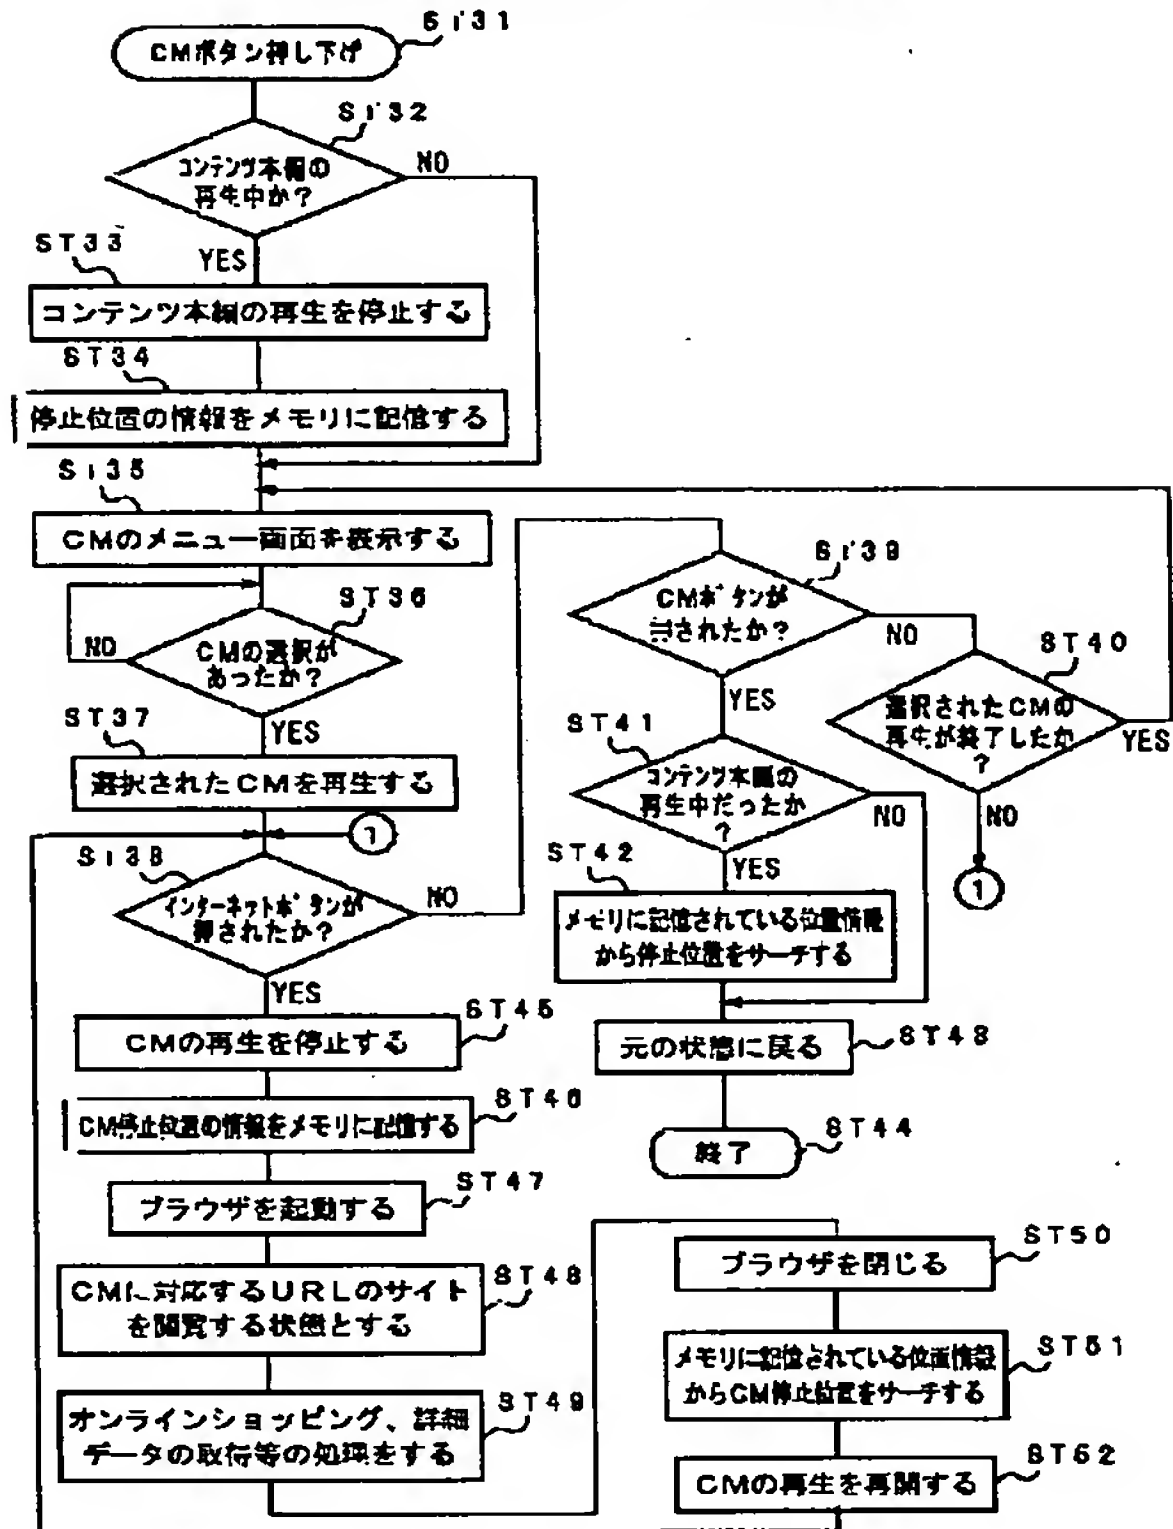 ST31
CMボタン押し下げ
ST32
コンテンツ本編の
再生中か?
NO
YES
ST33
コンテンツ本編の再生を停止する
ST34
停止位置の情報をメモリに記憶する
ST35
CMのメニュー画面を表示する
ST36
CMの選択が
あったか?
NO
YES
ST37
選択されたCMを再生する
1
ST38
インターネットボタンが
押されたか?
NO
YES
ST39
CMボタンが
押されたか?
NO
YES
ST40
選択されたCMの
再生が終了したか
?
YES
NO
1
ST41
コンテンツ本編の
再生中だったか
?
NO
YES
ST42
メモリに記憶されている位置情報
から停止位置をサーチする
元の状態に戻る
ST43
終了
ST44
ST45
CMの再生を停止する
ST46
CM停止位置の情報をメモリに記憶する
ST47
ブラウザを起動する
ST48
CMに対応するURLのサイト
を閲覧する状態とする
ST49
オンラインショッピング、詳細
データの取得等の処理をする
ST50
ブラウザを閉じる
ST51
メモリに記憶されている位置情報
からCM停止位置をサーチする
ST52
CMの再生を再開する